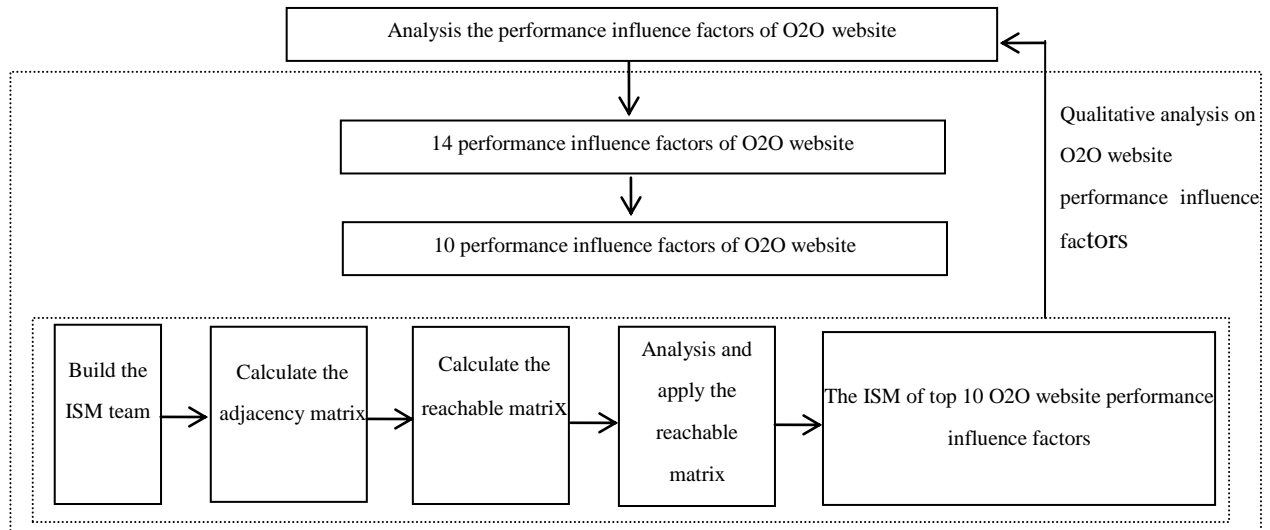 Analysis the performance influence factors of O2O website
14 performance influence factors of O2O website
10 performance influence factors of O2O website
Qualitative analysis on
O2O website
performance influence
factors
Build the
ISM team
Calculate the
adjacency matrix
Calculate the
reachable matrix
Analysis and
apply the
reachable
matrix
The ISM of top 10 O2O website performance
influence factors